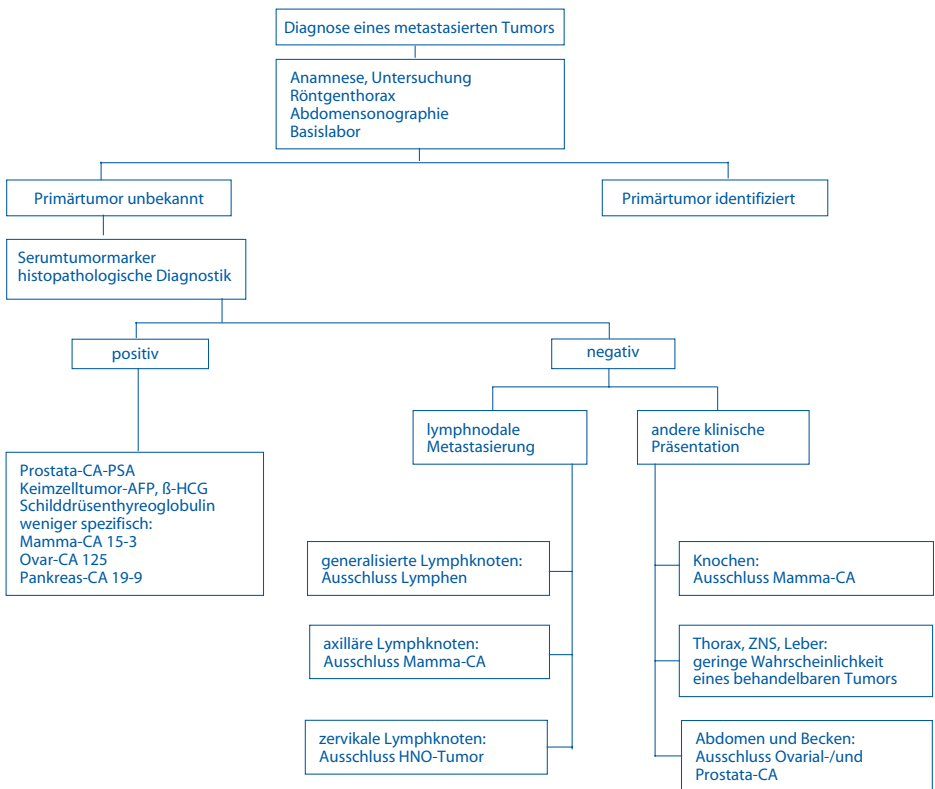 Diagnose eines metastasierten Tumors
Anamnese, Untersuchung
Röntgenthorax
Abdomensonographie
Basislabor
Primärtumor unbekannt
Primärtumor identifiziert
Serumtumormarker
histopathologische Diagnostik
positiv
negativ
lymphnodale
Metastasierung
andere klinische
Präsentation
Prostata-CA-PSA
Keimzelltumor-AFP, ß-HCG
Schilddrüsenthyreoglobulin
weniger spezifisch:
Mamma-CA 15-3
Ovar-CA 125
Pankreas-CA 19-9
generalisierte Lymphknoten:
Ausschluss Lymphen
Knochen:
Ausschluss Mamma-CA
axilläre Lymphknoten:
Ausschluss Mamma-CA
Thorax, ZNS, Leber:
geringe Wahrscheinlichkeit
eines behandelbaren Tumors
zervikale Lymphknoten:
Ausschluss HNO-Tumor
Abdomen und Becken:
Ausschluss Ovarial-/und
Prostata-CA